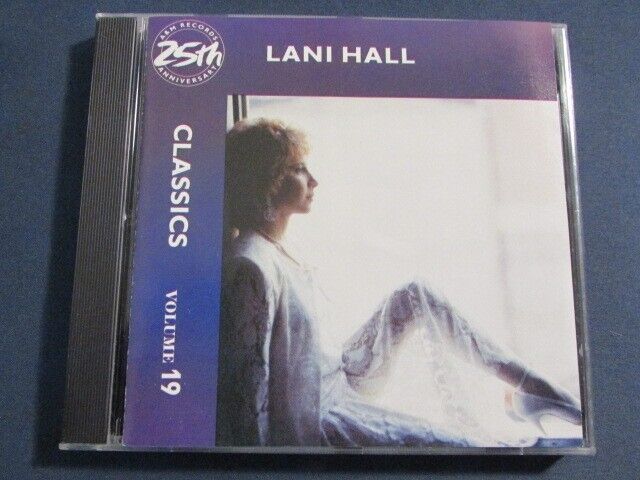 A&M RECORDS
25th
ANNIVERSARY
LANI HALL
CLASSICS
VOLUME 19